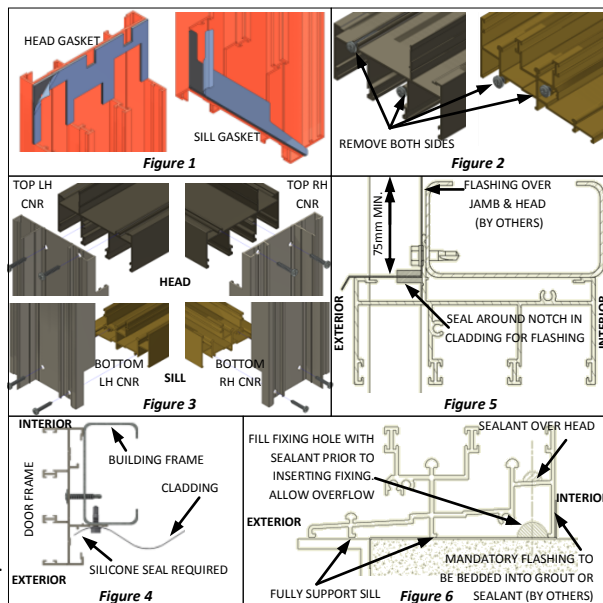 HEAD GASKET
SILL GASKET
Figure 1
REMOVE BOTH SIDES
Figure 2
TOP LH
CNR
TOP RH
CNR
HEAD
BOTTOM
LH CNR
SILL
BOTTOM
RH CNR
Figure 3
75mm MIN.
FLASHING OVER
JAMB & HEAD
(BY OTHERS)
EXTERIOR
INTERIOR
SEAL AROUND NOTCH IN
CLADDING FOR FLASHING
Figure 5
INTERIOR
BUILDING FRAME
DOOR FRAME
CLADDING
SILICONE SEAL REQUIRED
EXTERIOR
Figure 4
FILL FIXING HOLE WITH
SEALANT PRIOR TO
INSERTING FIXING.
ALLOW OVERFLOW
SEALANT OVER HEAD
INTERIOR
EXTERIOR
MANDATORY FLASHING TO
BE BEDDED INTO GROUT OR
SEALANT (BY OTHERS)
FULLY SUPPORT SILL
Figure 6